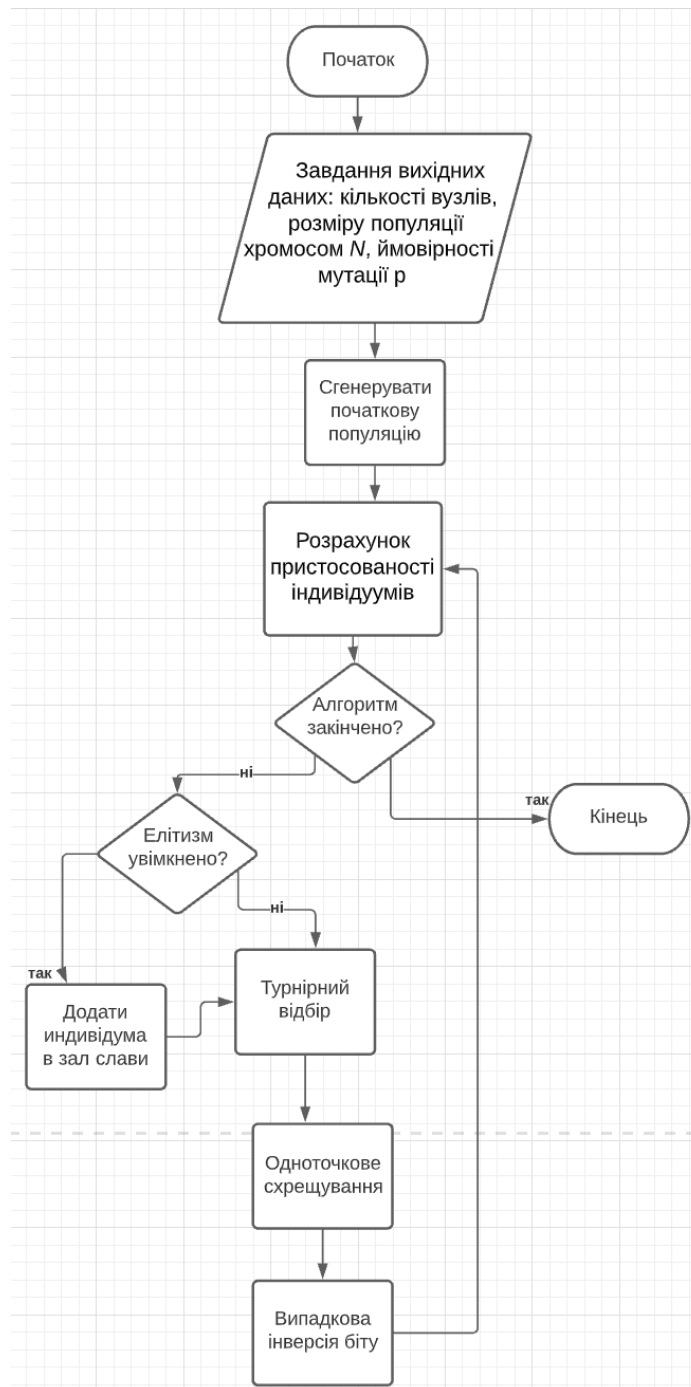 Початок
Завдання вихідних
даних: кількості вузлів,
розміру популяції
хромосом N, ймовірності
мутації p
Сгенерувати
початкову
популяцію
Розрахунок
пристосованості
індивідуумів
Алгоритм
закінчено?
ні
так
Кінець
Елітизм
увімкнено?
ні
так
Додати
индивідума
в зал слави
Турнірний
відбір
Одноточкове
схрещування
Випадкова
інверсія біту